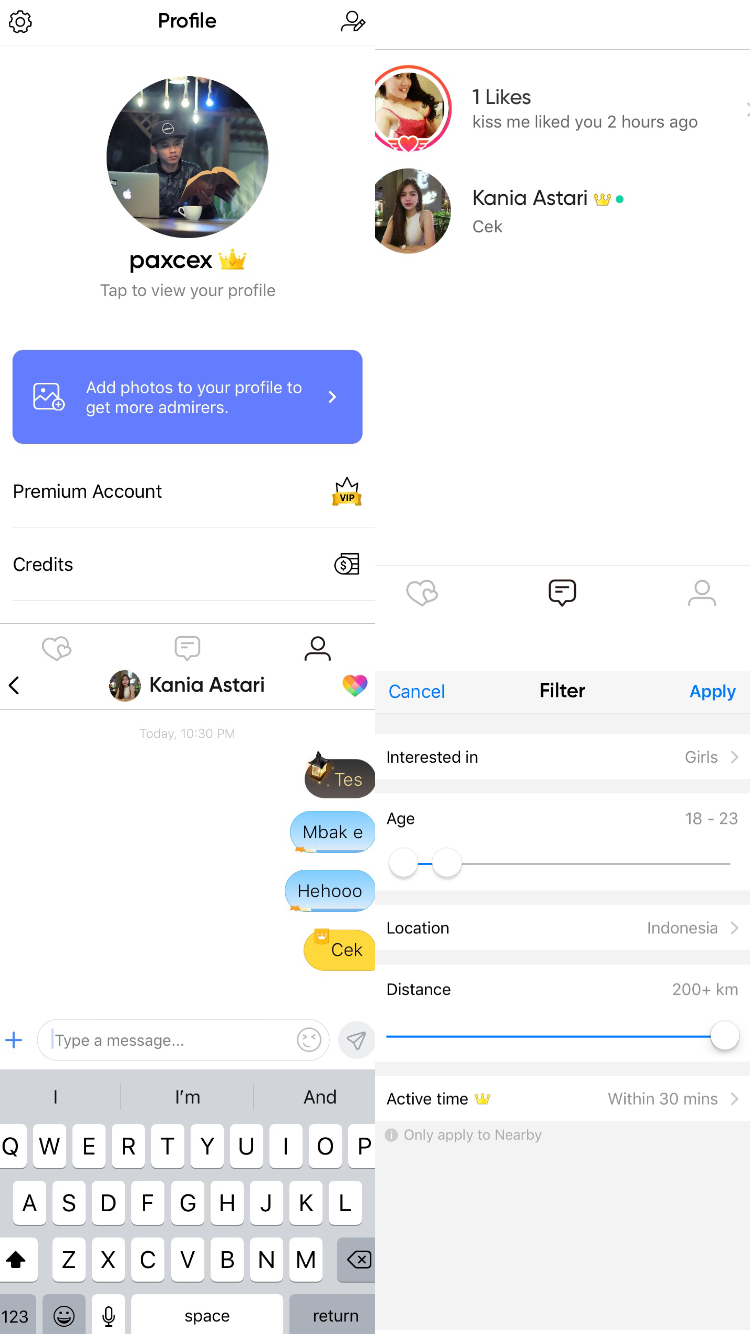 Profile
paxcex
Tap to view your profile
Add photos to your profile to
get more admirers.
Premium Account
VIP
Credits
Kania Astari
Today, 10:30 PM
Tes
Mbak e
Hehooo
Cek
Type a message...
I I'm And
Q W E R T Y U I O P
A S D F G H J K L
Z X C V B N M
123 space return
1 Likes
kiss me liked you 2 hours ago
Kania Astari
Cek
Cancel Filter Apply
Interested in Girls
Age 18 - 23
Location Indonesia
Distance 200+ km
Active time Within 30 mins
Only apply to Nearby